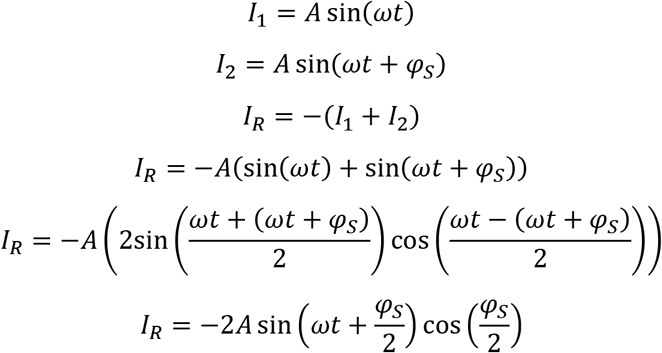 I₁ = A sin(ωt)
I₂ = A sin(ωt + φ_S)
I_R = −(I₁ + I₂)
I_R = −A(sin(ωt) + sin(ωt + φ_S))
I_R = −A(2sin((ωt + (ωt + φ_S))/2) cos((ωt − (ωt + φ_S))/2))
I_R = −2A sin(ωt + φ_S/2) cos(φ_S/2)